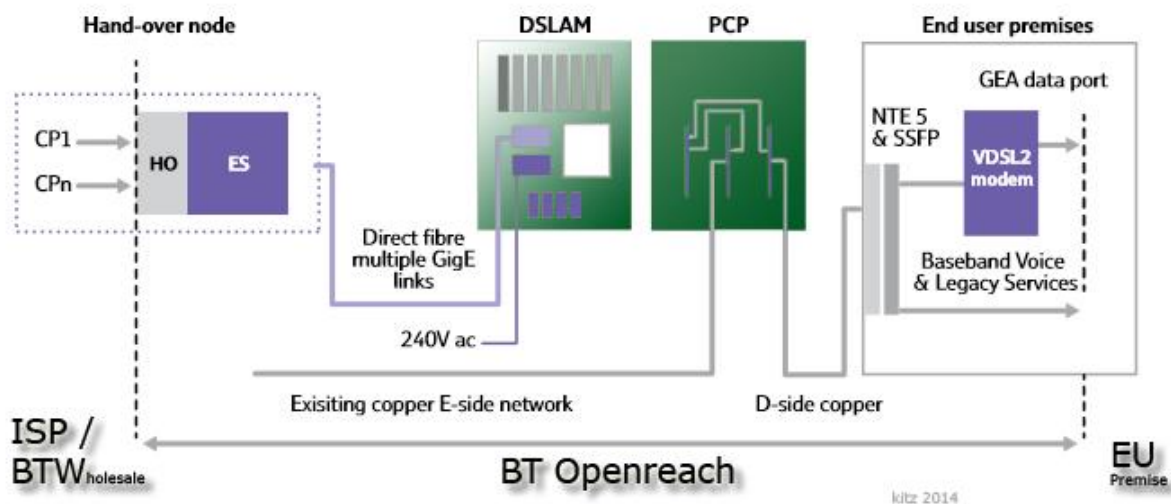 Hand-over node
DSLAM
PCP
End user premises
GEA data port
NTE 5
& SSFP
CP1
CPn
HO
ES
VDSL2
modem
Direct fibre
multiple GigE
links
Baseband Voice
& Legacy Services
240V ac
Exisiting copper E-side network
D-side copper
ISP /
BTWholesale
BT Openreach
EU
Premise
kitz 2014